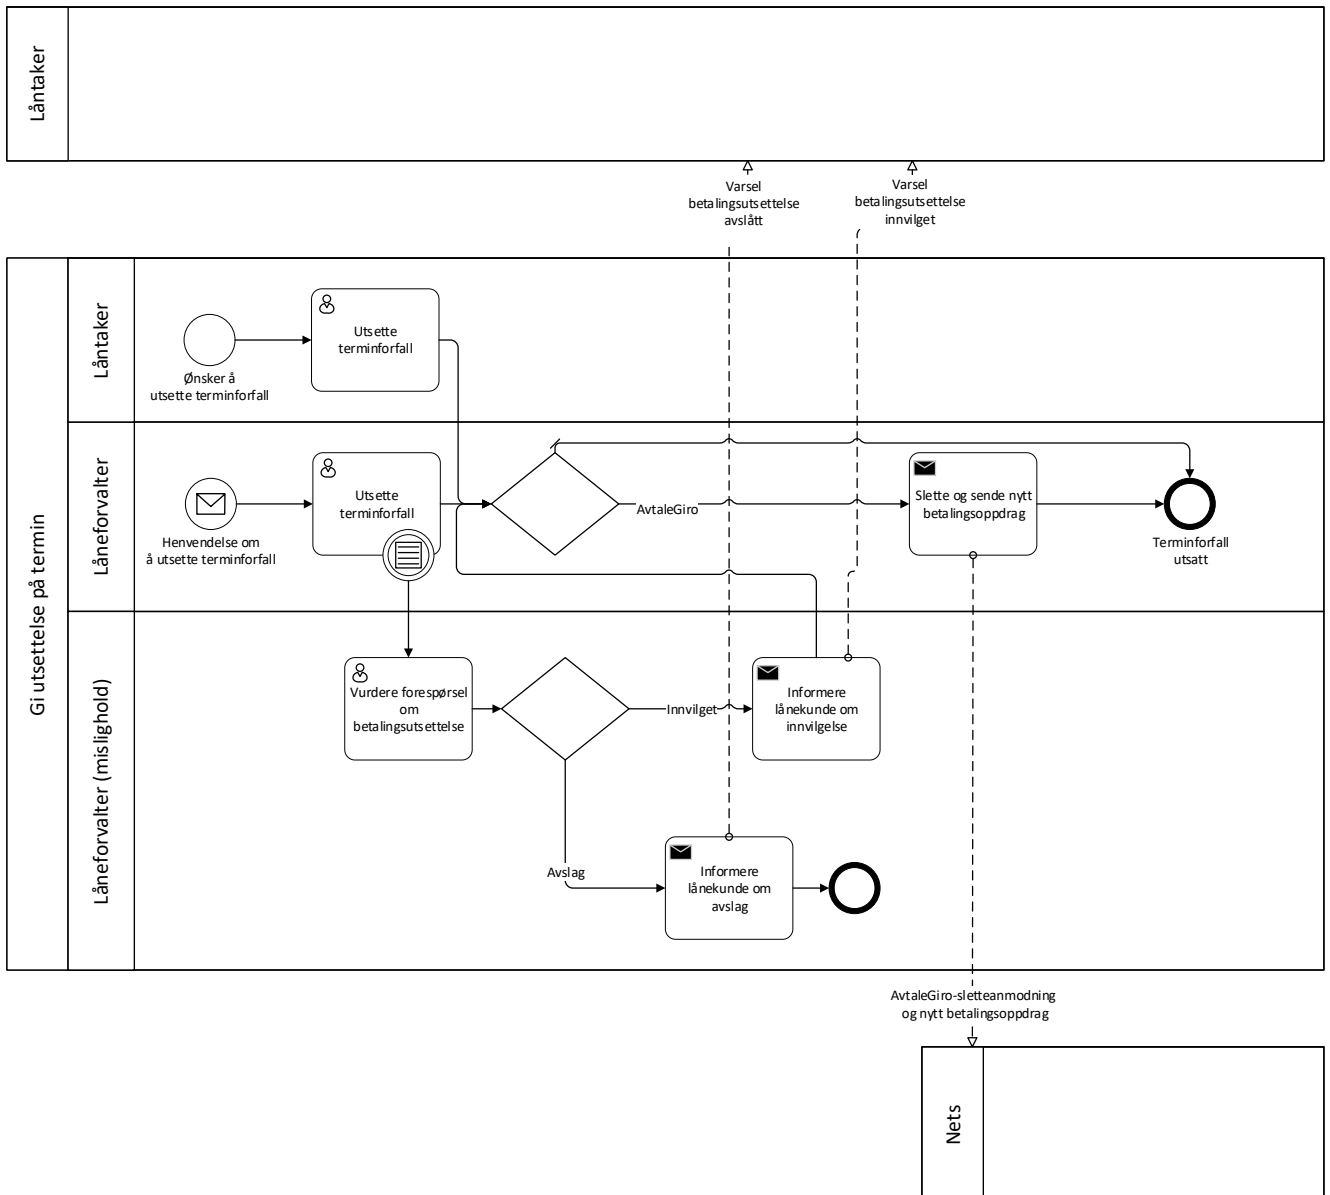 Låntaker
Varsel
betalingsutsettelse
avslått
Varsel
betalingsutsettelse
innvilget
Gi utsettelse på termin
Låntaker
Ønsker å
utsette terminforfall
Utsette
terminforfall
Låneforvalter
Henvendelse om
å utsette terminforfall
Utsette
terminforfall
AvtaleGiro
Slette og sende nytt
betalingsoppdrag
Terminforfall
utsatt
Låneforvalter (mislighold)
Vurdere forespørsel
om
betalingsutsettelse
Innvilget
Informere
lånekunde om
innvilgelse
Avslag
Informere
lånekunde om
avslag
AvtaleGiro-sletteanmodning
og nytt betalingsoppdrag
Nets